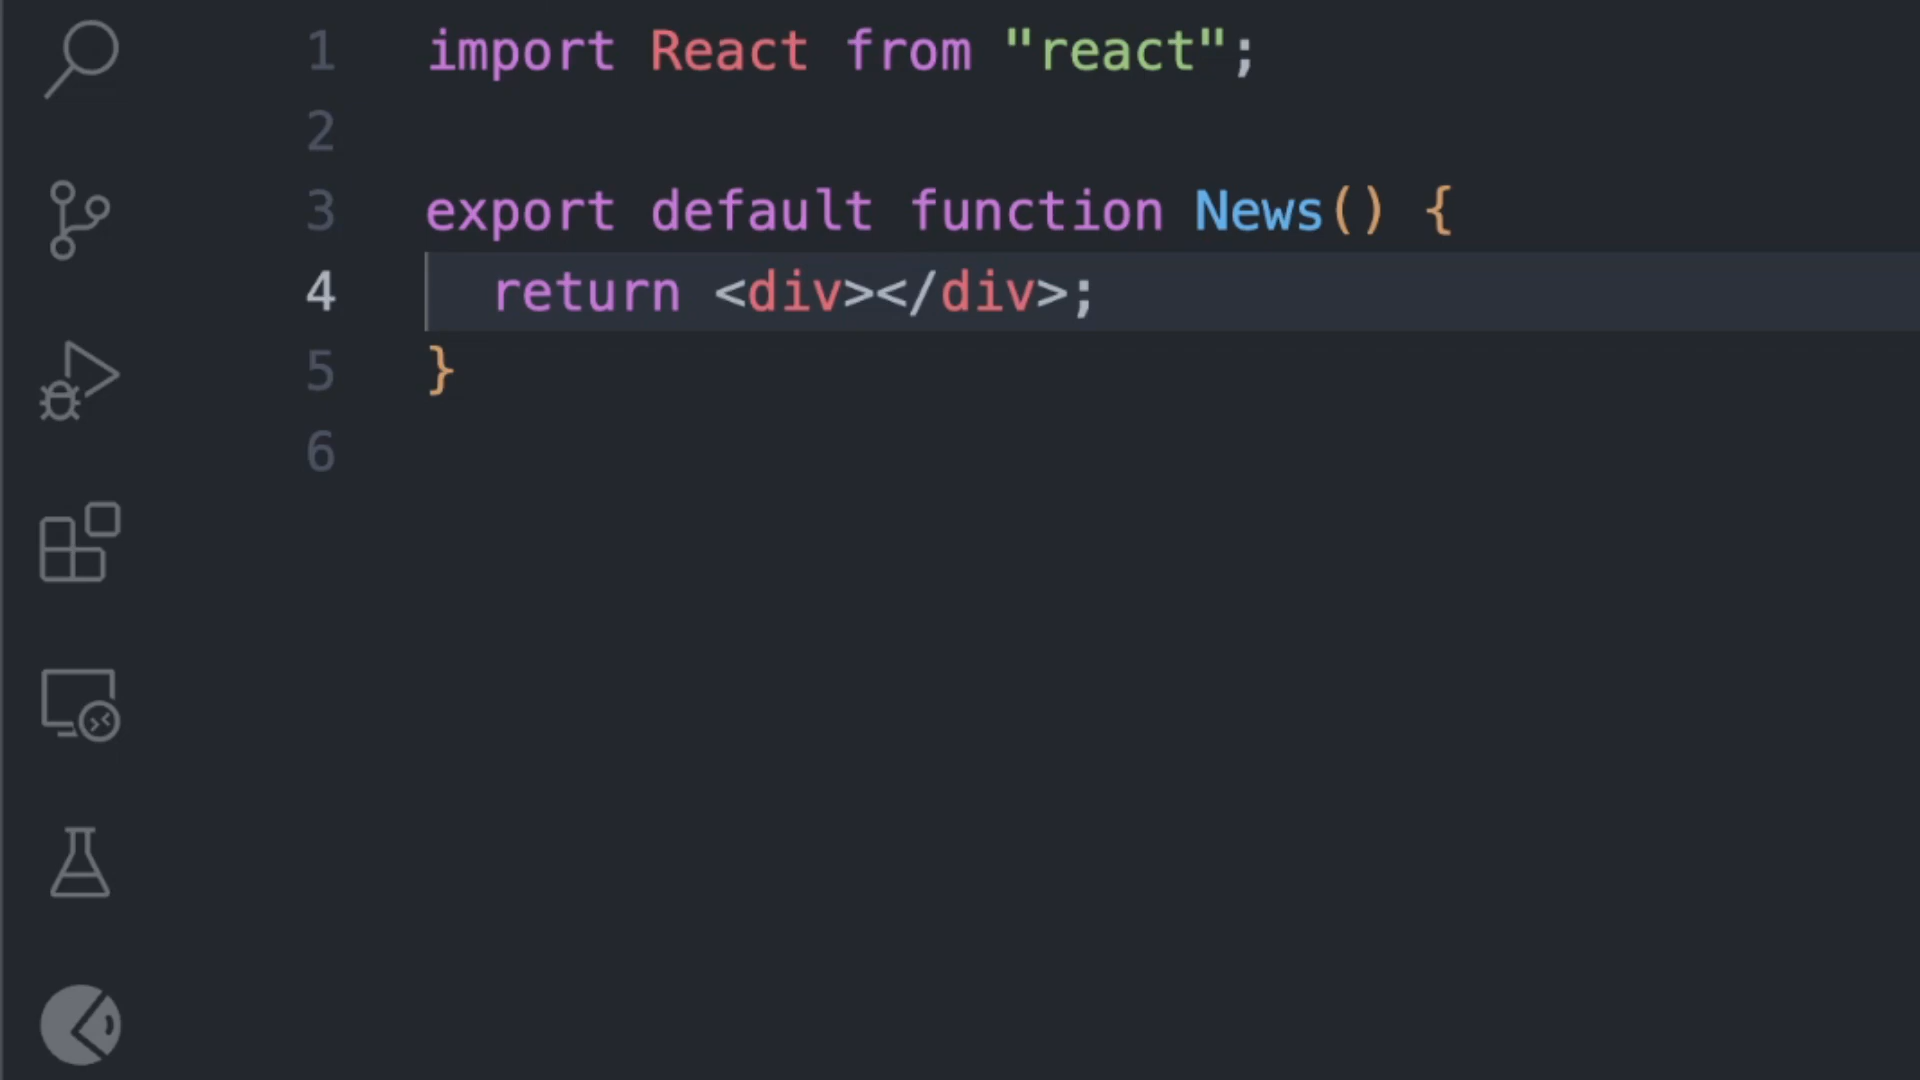 1 import React from "react";
2
3 export default function News() {
4   return <div></div>;
5 }
6